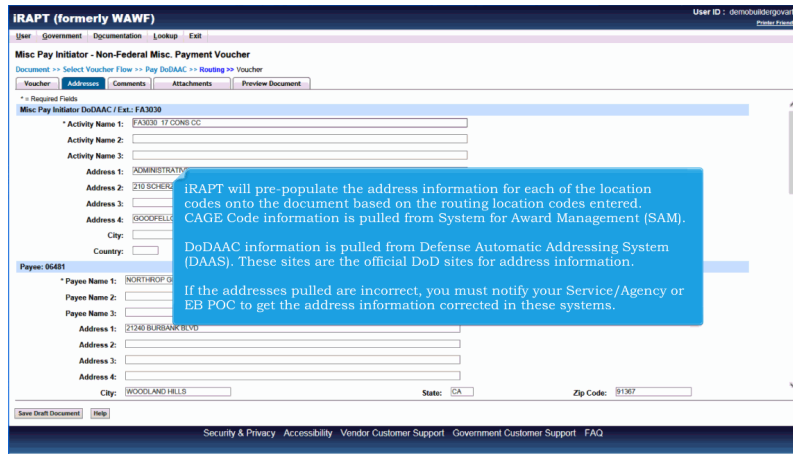 iRAPT (formerly WAWF)
User ID : demobuildergovart
Printer Friend
User Government Documentation Lookup Exit
Misc Pay Initiator - Non-Federal Misc. Payment Voucher
Document >> Select Voucher Flow >> Pay DoDAAC >> Routing >> Voucher
Voucher Addresses Comments Attachments Preview Document
* = Required Fields
Misc Pay Initiator DoDAAC / Ext.: FA3030
* Activity Name 1: FA3030 17 CONS CC
Activity Name 2:
Activity Name 3:
Address 1: ADMINISTRATIV
Address 2: 210 SCHERZ
Address 3:
Address 4: GOODFELLO
City:
Country:
iRAPT will pre-populate the address information for each of the location
codes onto the document based on the routing location codes entered.
CAGE Code information is pulled from System for Award Management (SAM).
DoDAAC information is pulled from Defense Automatic Addressing System
(DAAS). These sites are the official DoD sites for address information.
If the addresses pulled are incorrect, you must notify your Service/Agency or
EB POC to get the address information corrected in these systems.
Payee: 06481
* Payee Name 1: NORTHROP G
Payee Name 2:
Payee Name 3:
Address 1: 21240 BURBANK BLVD
Address 2:
Address 3:
Address 4:
City: WOODLAND HILLS State: CA Zip Code: 91367
Save Draft Document Help
Security & Privacy Accessibility Vendor Customer Support Government Customer Support FAQ